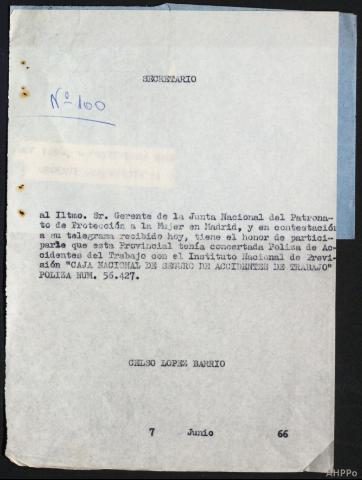 SECRETARIO
Nº 100
al Iltmo. Sr. Gerente de la Junta Nacional del Patrona-
to de Protección a la Mujer en Madrid, y en contestación
a su telegrama recibido hoy, tiene el honor de partici-
parle que esta Provincial tenía concertada Poliza de Ac-
cidentes del Trabajo con el Instituto Nacional de Previ-
sión "CAJA NACIONAL DE SEGURO DE ACCIDENTES DE TRABAJO"
POLIZA NUM. 56.427.
CELSO LOPEZ BARRIO
7 Junio 66
AHPPo